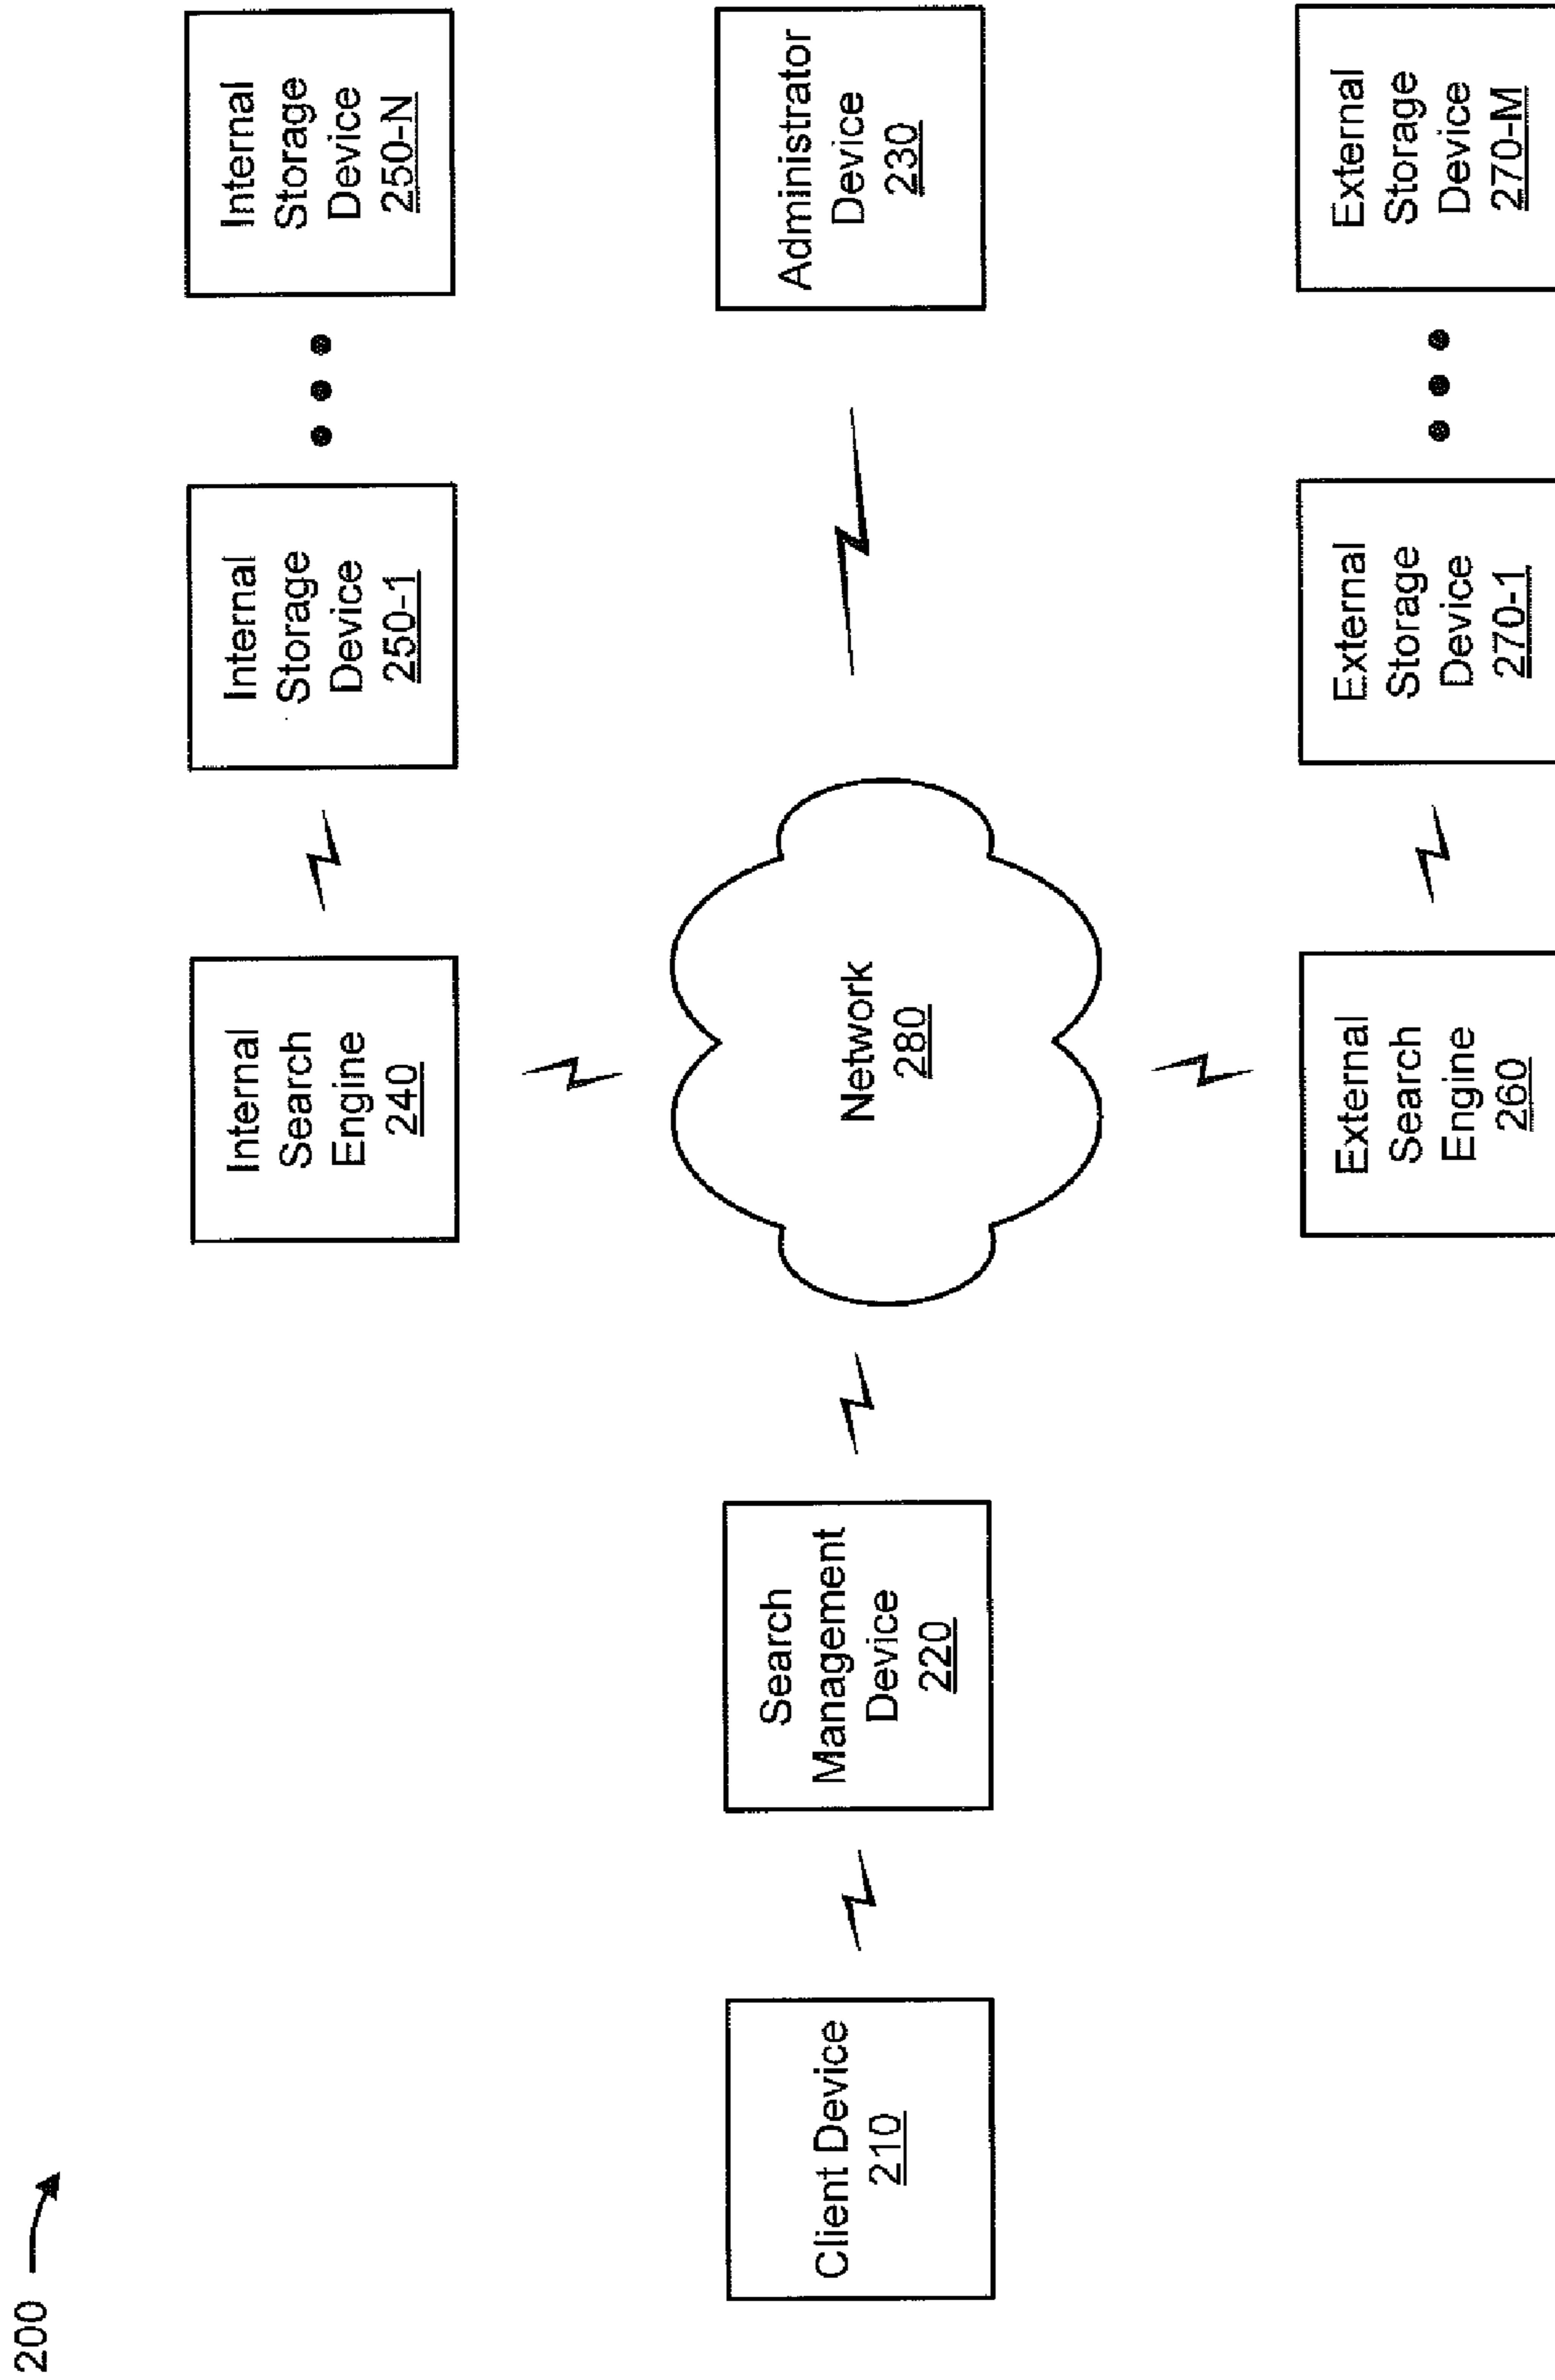 200
Internal
Storage
Device
250-N
Internal
Storage
Device
250-1
Internal
Search
Engine
240
Client Device
210
Search
Management
Device
220
Network
280
Administrator
Device
230
External
Search
Engine
260
External
Storage
Device
270-1
External
Storage
Device
270-M